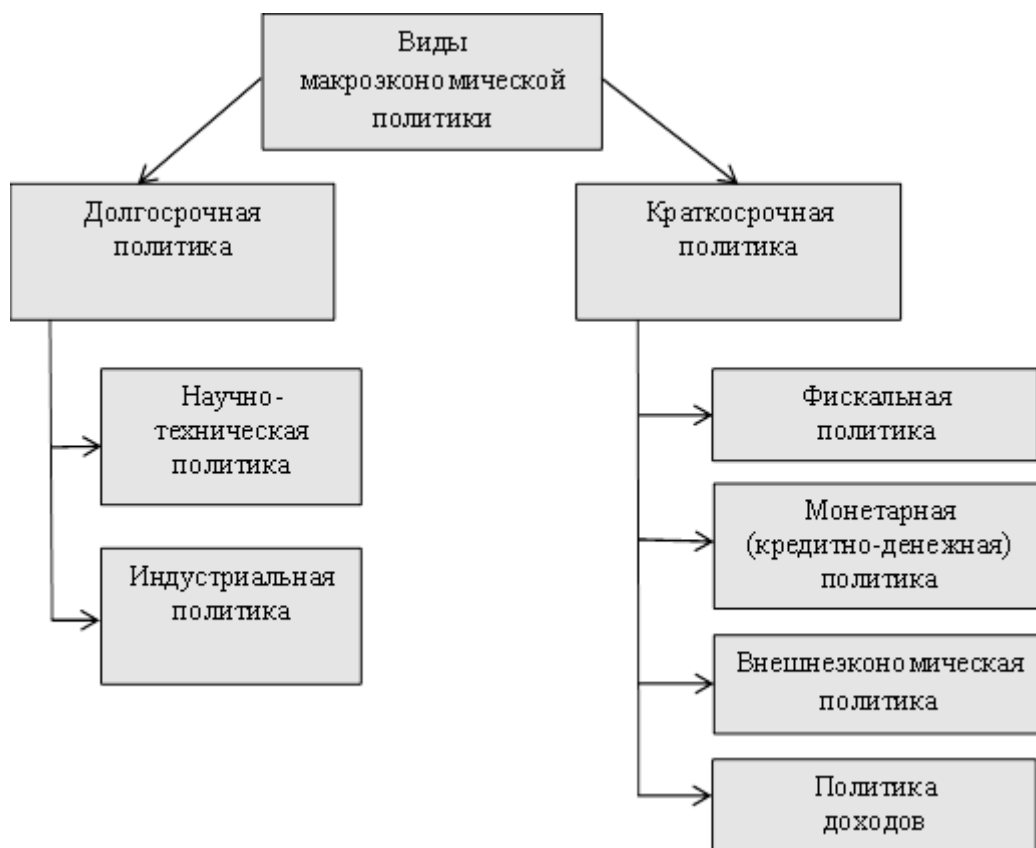 Виды
макроэкономической
политики
Долгосрочная
политика
Научно-
техническая
политика
Индустриальная
политика
Краткосрочная
политика
Фискальная
политика
Монетарная
(кредитно-денежная)
политика
Внешнеэкономическая
политика
Политика
доходов